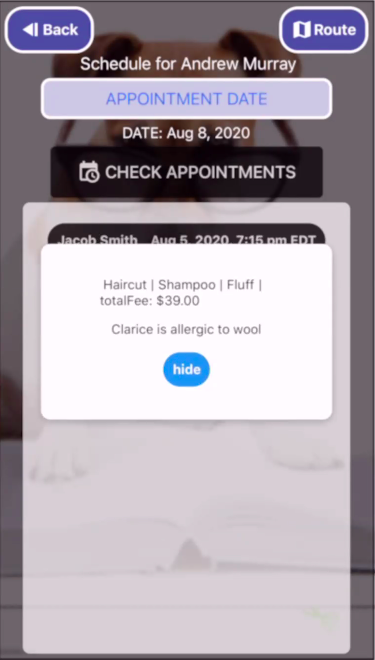 Back
Route
Schedule for Andrew Murray
APPOINTMENT DATE
DATE: Aug 8, 2020
CHECK APPOINTMENTS
Jacob Smith Aug 5, 2020, 7:15 pm EDT
Haircut | Shampoo | Fluff |
totalFee: $39.00
Clarice is allergic to wool
hide